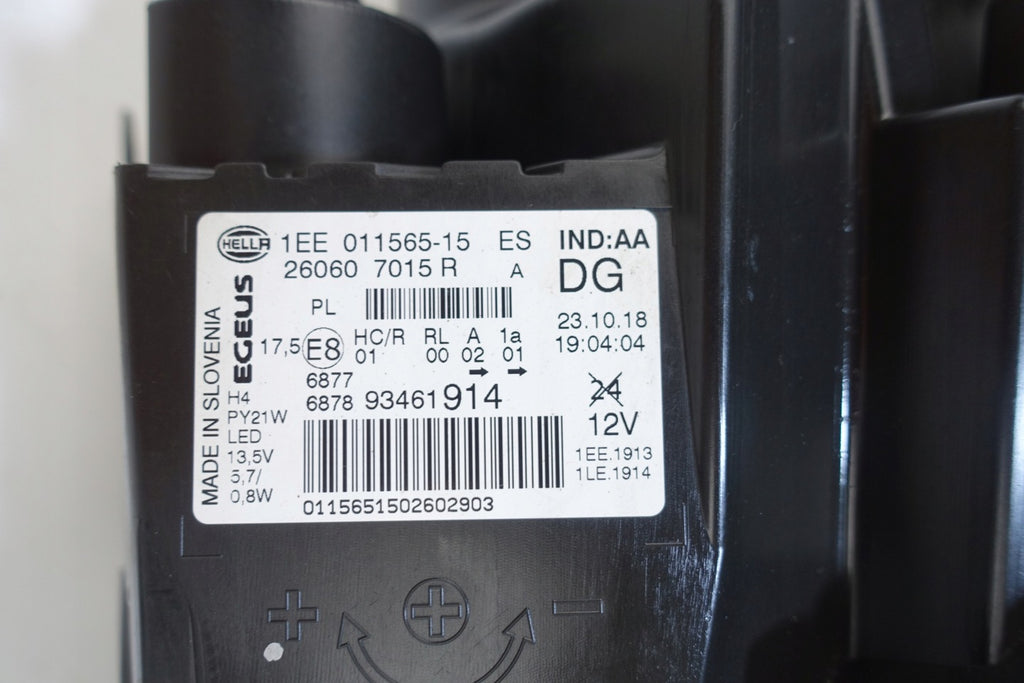 HELLA 1EE 011565-15 ES IND:AA
26060 7015 R A DG
PL
23.10.18
19:04:04
MADE IN SLOVENIA
EGEUS
17,5 E8 HC/R RL A 1a
01 00 02 01
6877
6878 93461914
24
12V
H4
PY21W
LED
13,5V
5,7/
0,8W
1EE.1913
1LE.1914
0115651502602903